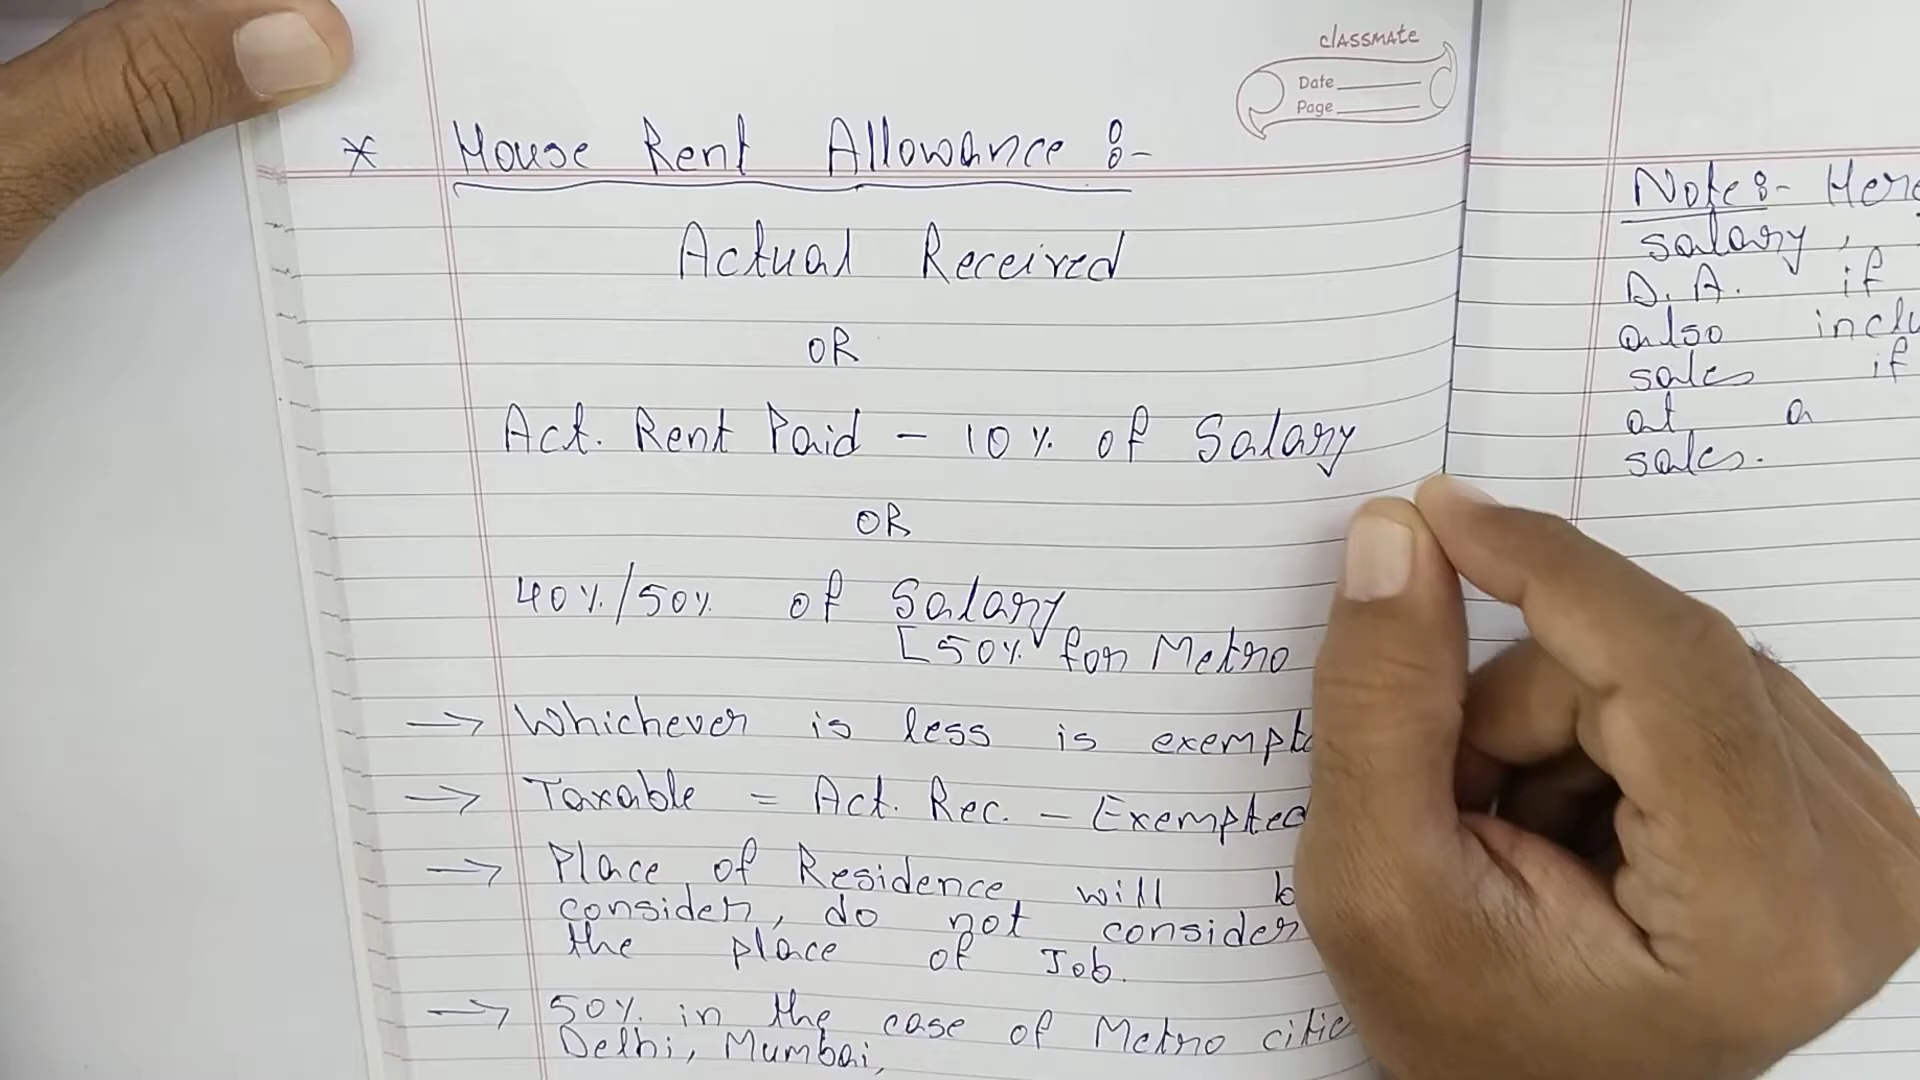 classmate
Date
Page
* House Rent Allowance :-
Actual Received
OR
Act. Rent Paid - 10% of Salary
OR
40%/50% of Salary
[50% for Metro
→ Whichever is less is
→ Taxable = Act. Rec. - Exempted
→ Place of Residence will
consider, do not consider
the place of Job.
→ 50% in the case of Metro
Delhi, Mumbai,
Note:- Here
salary,
D.A. if
also
sales if
at a
sales.